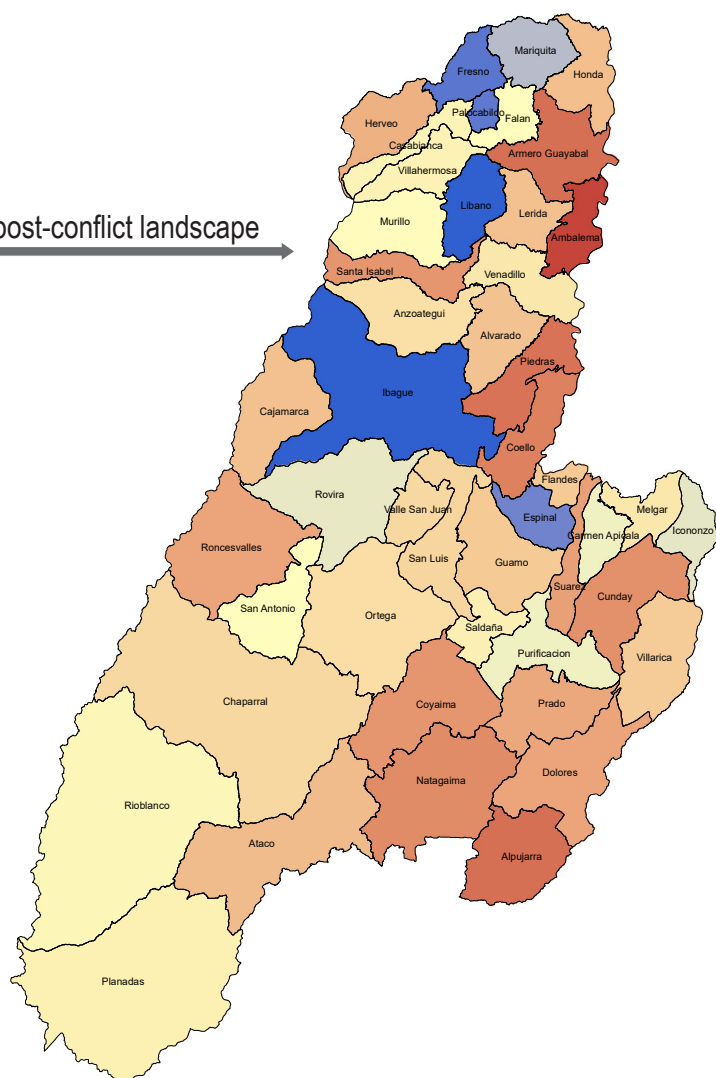 Mariquita
Fresno
Honda
Palocabildo
Falan
Herveo
Casabianca
Armero Guayabal
Villahermosa
Libano
Lerida
Murillo
post-conflict landscape
Ambalema
Santa Isabel
Venadillo
Anzoategui
Alvarado
Piedras
Ibague
Cajamarca
Coello
Flandes
Rovira
Valle San Juan
Espinal
Melgar
Carmen Apicala
Icononzo
Roncesvalles
San Luis
Guamo
Suarez
Cunday
San Antonio
Ortega
Saldaña
Purificacion
Villarica
Chaparral
Coyaima
Prado
Dolores
Natagaima
Rioblanco
Ataco
Alpujarra
Planadas